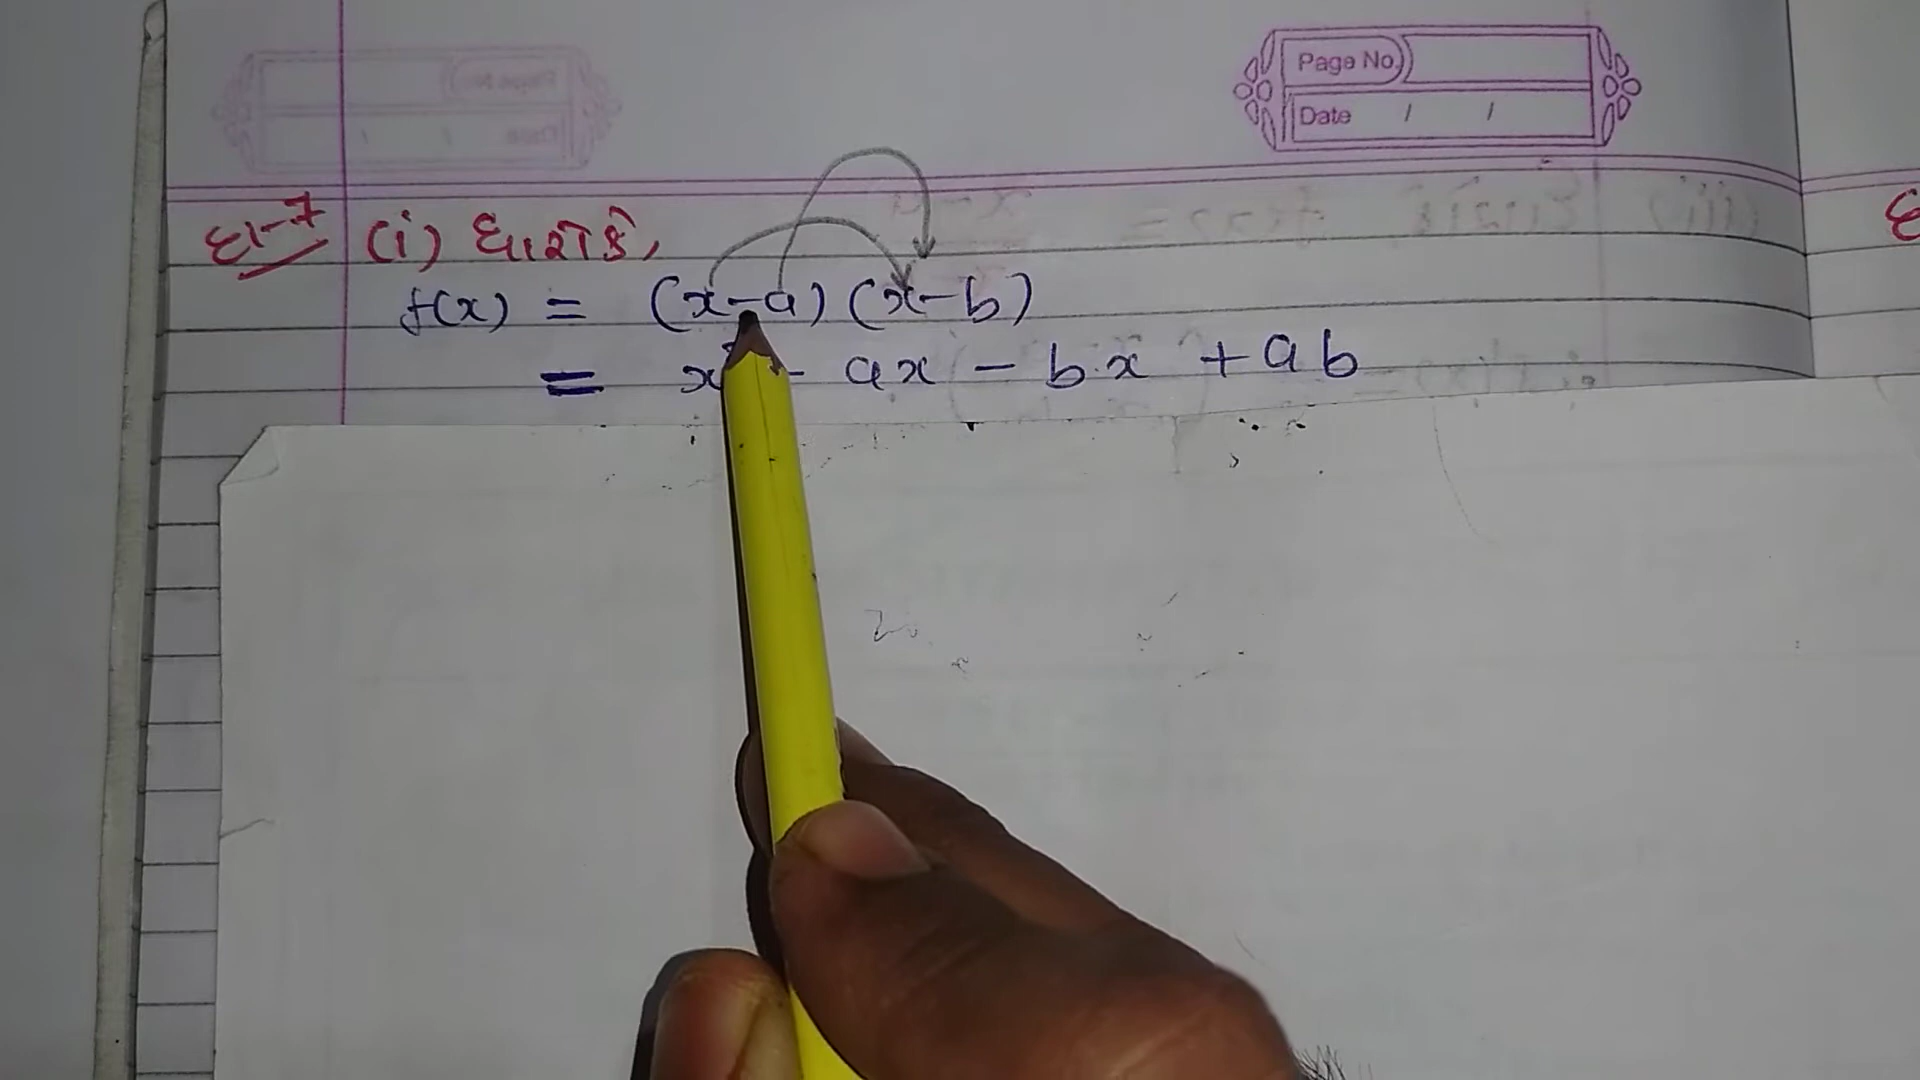 Page No.
Date / /
દા-7 (i) ધારો કે,
f(x) = (x-a) (x-b)
= x² - ax - bx + ab